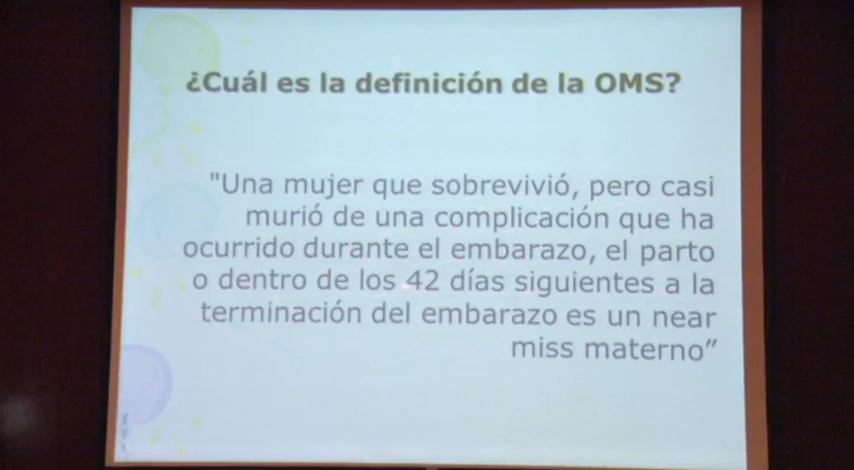 ¿Cuál es la definición de la OMS?
"Una mujer que sobrevivió, pero casi
murió de una complicación que ha
ocurrido durante el embarazo, el parto
o dentro de los 42 días siguientes a la
terminación del embarazo es un near
miss materno”